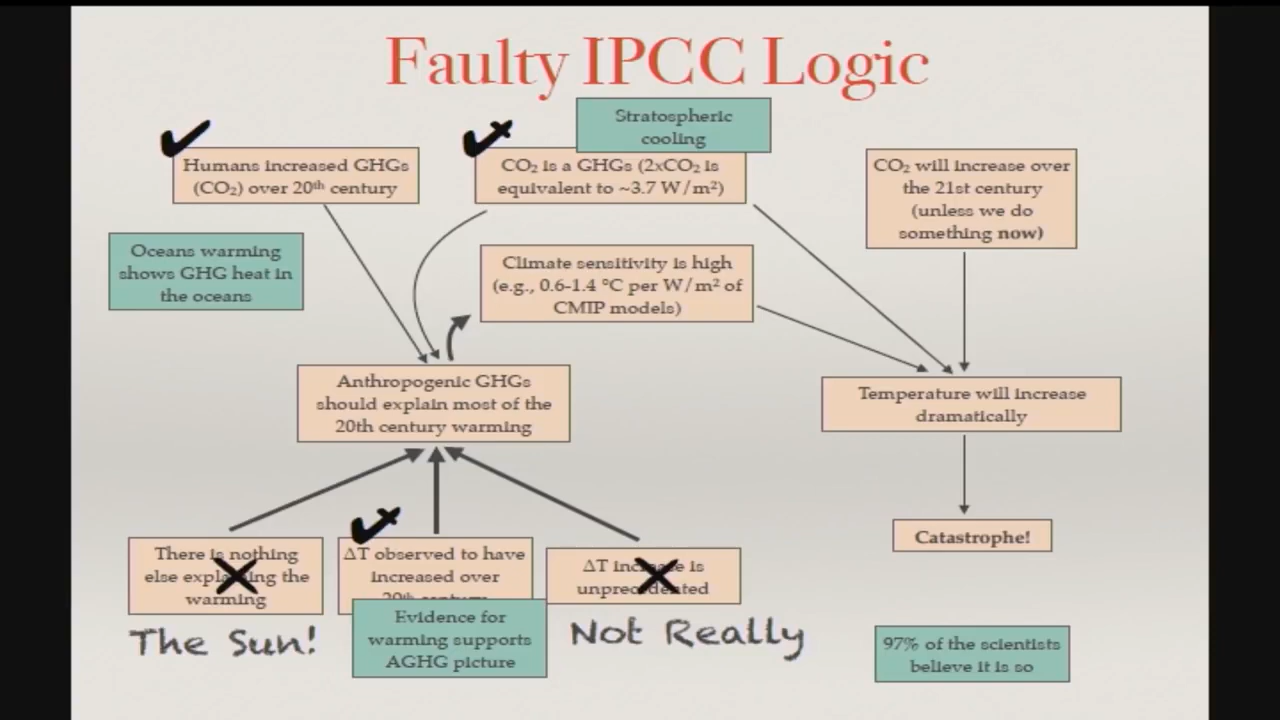 Faulty IPCC Logic
Stratospheric
cooling
Humans increased GHGs
(CO₂) over 20ᵗʰ century
CO₂ is a GHGs (2xCO₂ is
equivalent to ~3.7 W/m²)
CO₂ will increase over
the 21st century
(unless we do
something now)
Oceans warming
shows GHG heat in
the oceans
Climate sensitivity is high
(e.g., 0.6-1.4 °C per W/m² of
CMIP models)
Anthropogenic GHGs
should explain most of the
20th century warming
Temperature will increase
dramatically
Catastrophe!
There is nothing
else explaining the
warming
ΔT observed to have
increased over
20th century
ΔT increase is
unprecedented
The Sun!
Evidence for
warming supports
AGHG picture
Not Really
97% of the scientists
believe it is so